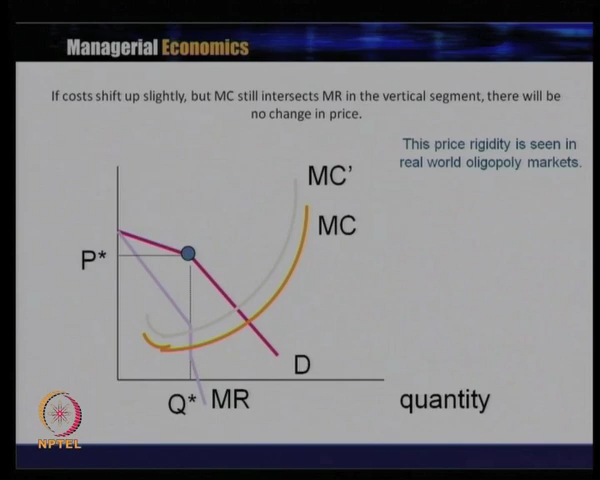 Managerial Economics
If costs shift up slightly, but MC still intersects MR in the vertical segment, there will be
no change in price.
This price rigidity is seen in
real world oligopoly markets.
MC’
MC
P*
D
Q* MR
quantity
NPTEL